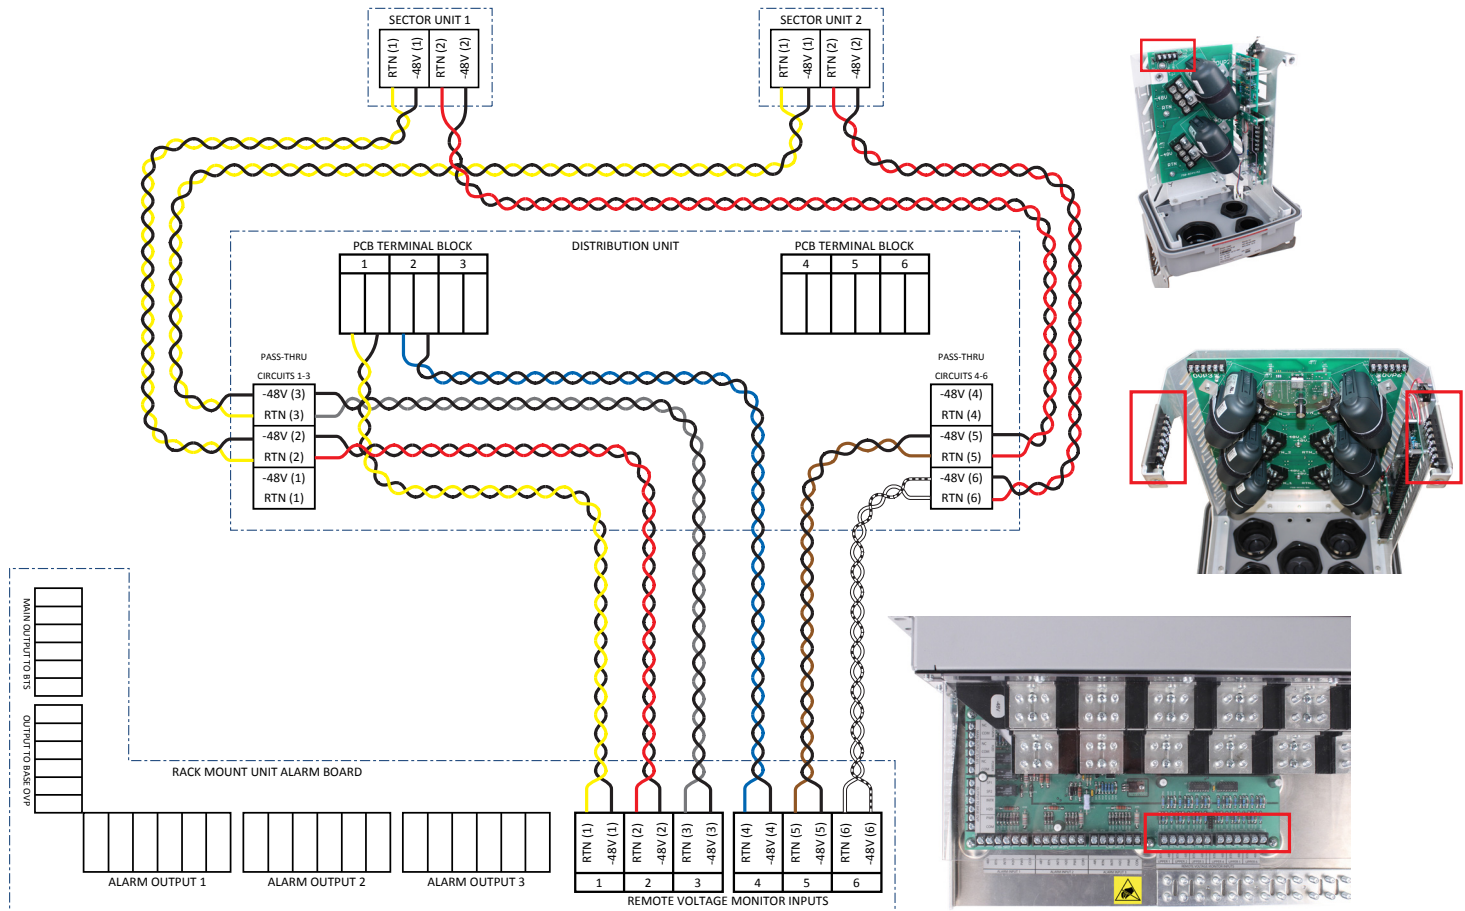 SECTOR UNIT 1
RTN (1)
-48V (1)
RTN (2)
-48V (2)
SECTOR UNIT 2
RTN (1)
-48V (1)
RTN (2)
-48V (2)
PCB TERMINAL BLOCK
DISTRIBUTION UNIT
PCB TERMINAL BLOCK
1 2 3
4 5 6
PASS-THRU
CIRCUITS 1-3
-48V (3)
RTN (3)
-48V (2)
RTN (2)
-48V (1)
RTN (1)
PASS-THRU
CIRCUITS 4-6
-48V (4)
RTN (4)
-48V (5)
RTN (5)
-48V (6)
RTN (6)
MAIN OUTPUT TO BTS
OUTPUT TO BASE OVP
RACK MOUNT UNIT ALARM BOARD
ALARM OUTPUT 1
ALARM OUTPUT 2
ALARM OUTPUT 3
RTN (1)
-48V (1)
RTN (2)
-48V (2)
RTN (3)
-48V (3)
RTN (4)
-48V (4)
RTN (5)
-48V (5)
RTN (6)
-48V (6)
1 2 3 4 5 6
REMOTE VOLTAGE MONITOR INPUTS
-48V
RTN
-48V
RTN